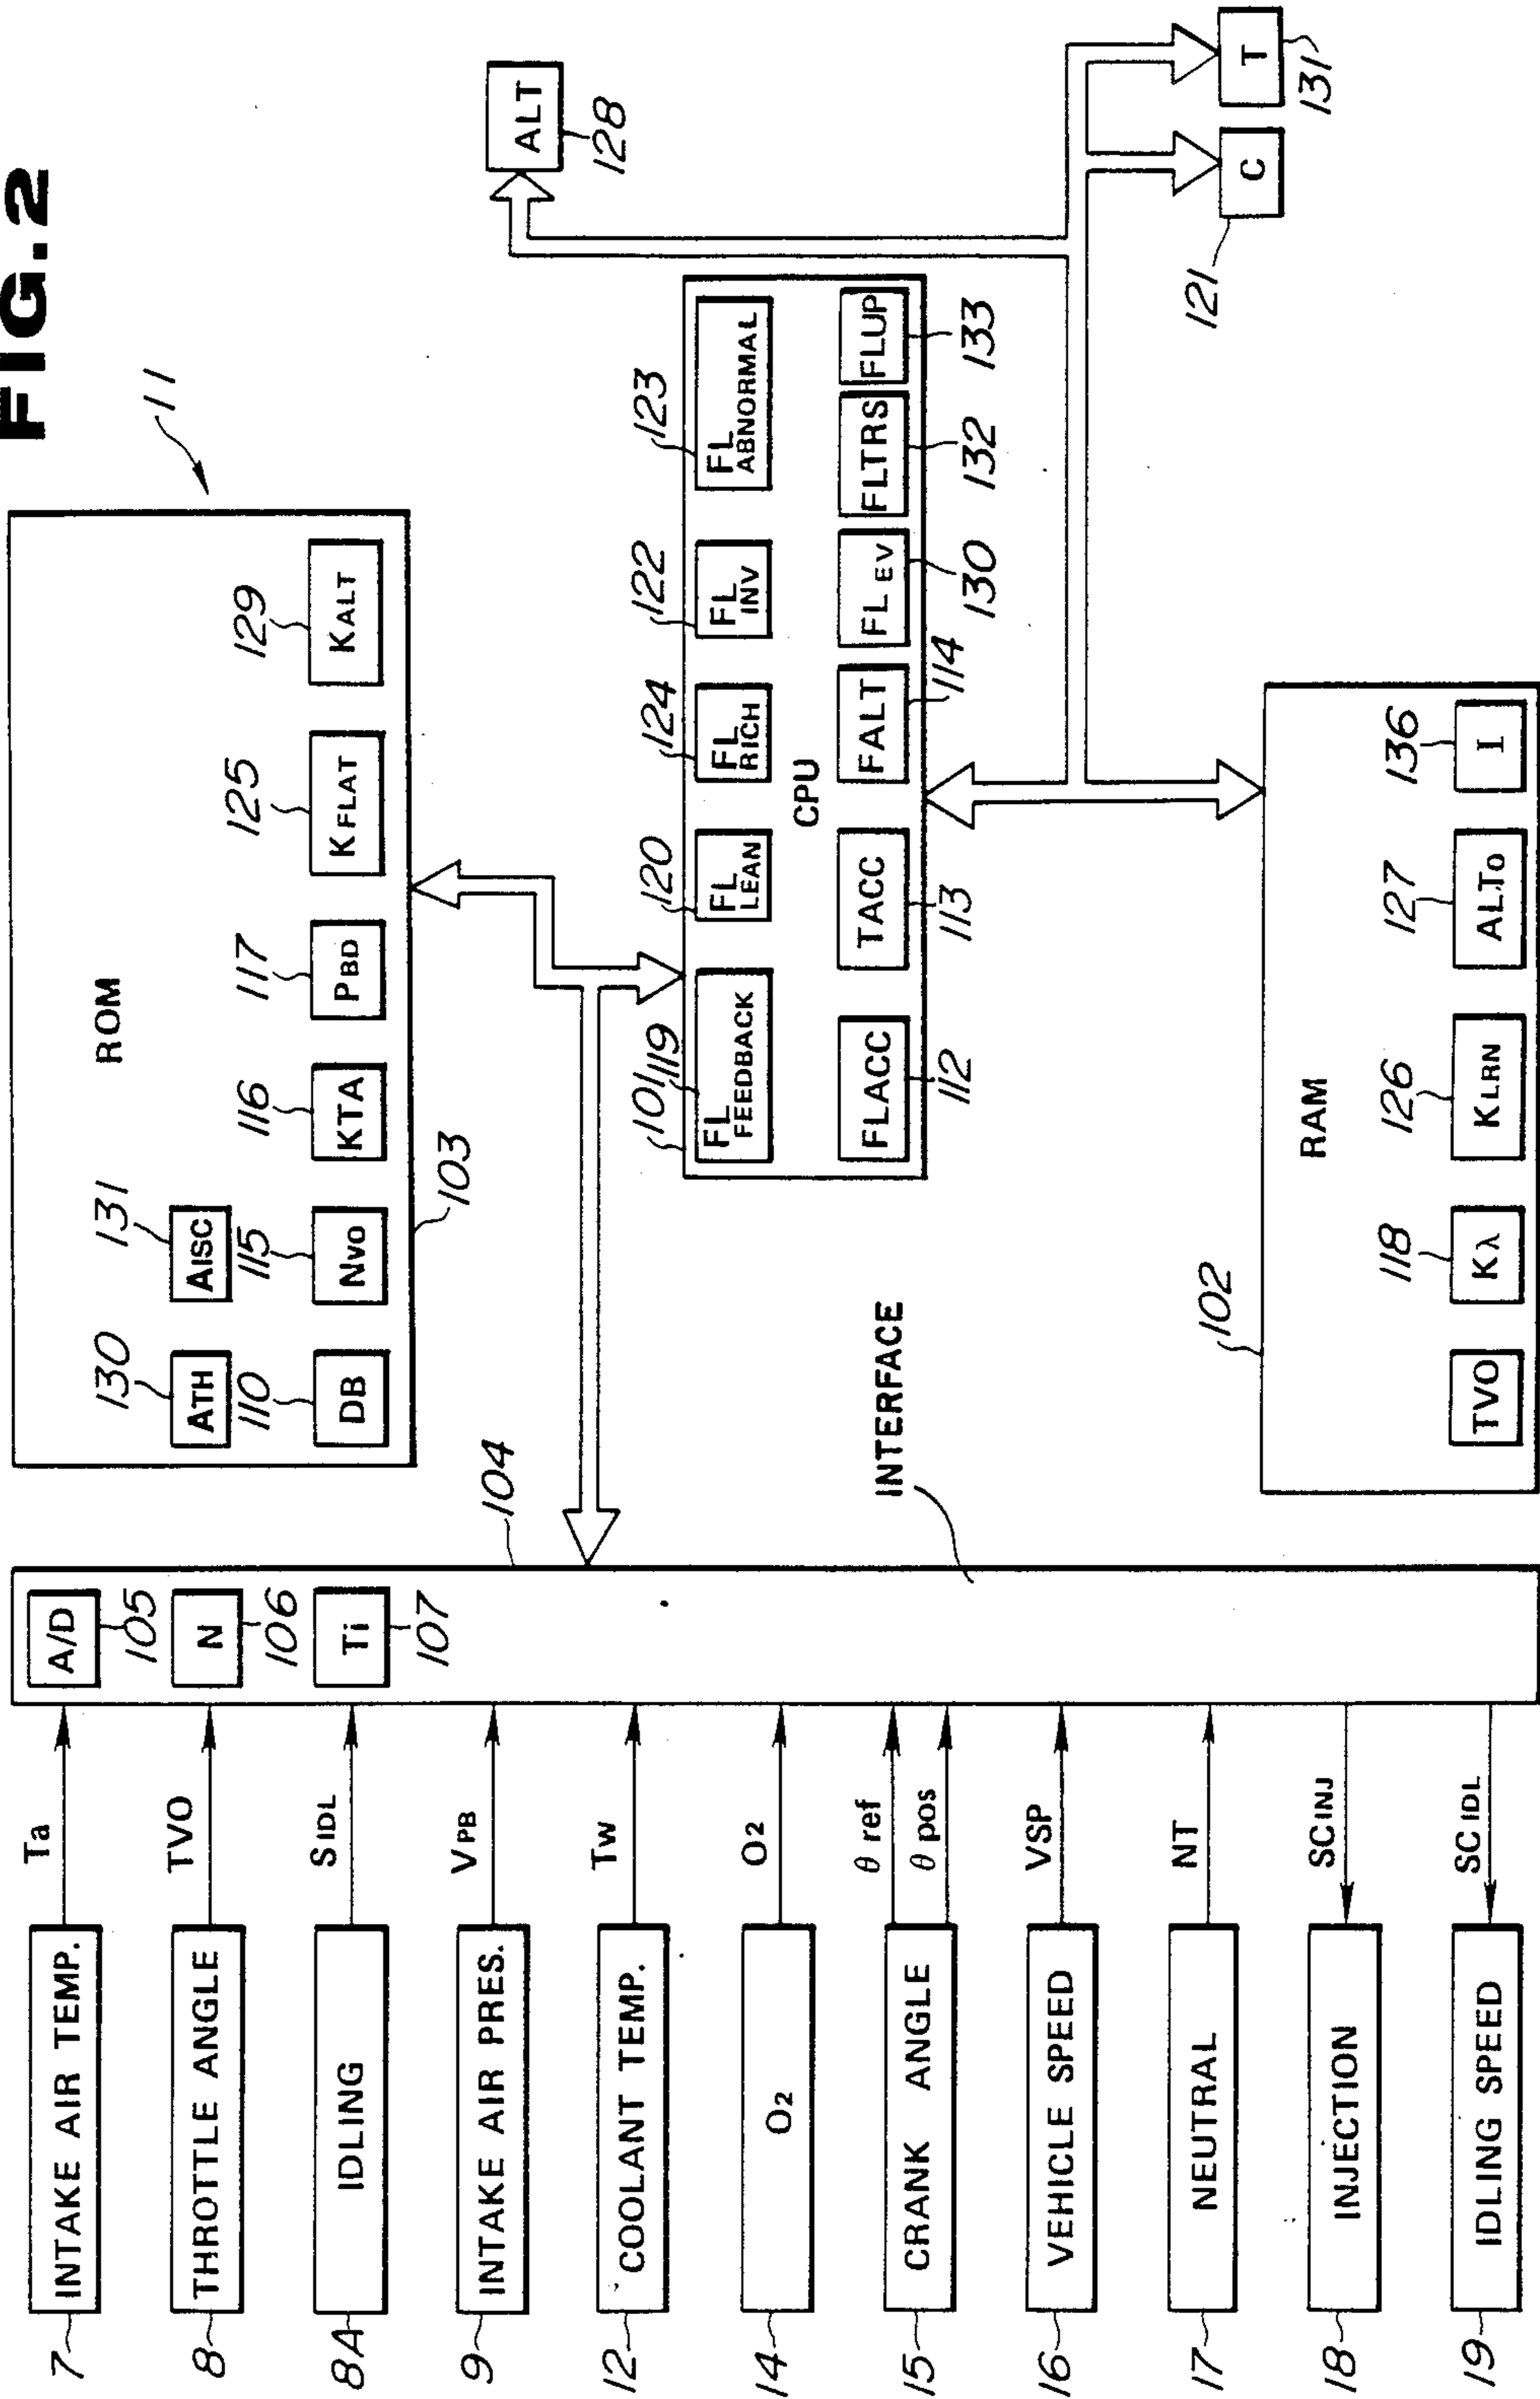 FIG.2
11
ROM
130
ATH
131
AISC
110
DB
115
NVO
116
KTA
117
PBD
125
KFLAT
129
KALT
103
ALT
128
101
119
FL
FEEDBACK
120
FL
LEAN
124
FL
RICH
122
FL
INV
123
FL
ABNORMAL
CPU
FLACC
112
TACC
113
FALT
114
FL EV
130
FLTRS
132
FLUP
133
C
121
T
131
102
RAM
TVO
118
Kλ
126
KLRN
127
ALTo
136
I
104
INTERFACE
A/D
105
N
106
Ti
107
7
INTAKE AIR TEMP.
Ta
8
THROTTLE ANGLE
TVO
8A
IDLING
SIDL
9
INTAKE AIR PRES.
VPB
12
COOLANT TEMP.
Tw
14
O2
O2
15
CRANK ANGLE
θ ref
θ pos
16
VEHICLE SPEED
VSP
17
NEUTRAL
NT
18
INJECTION
SCINJ
19
IDLING SPEED
SCIDL